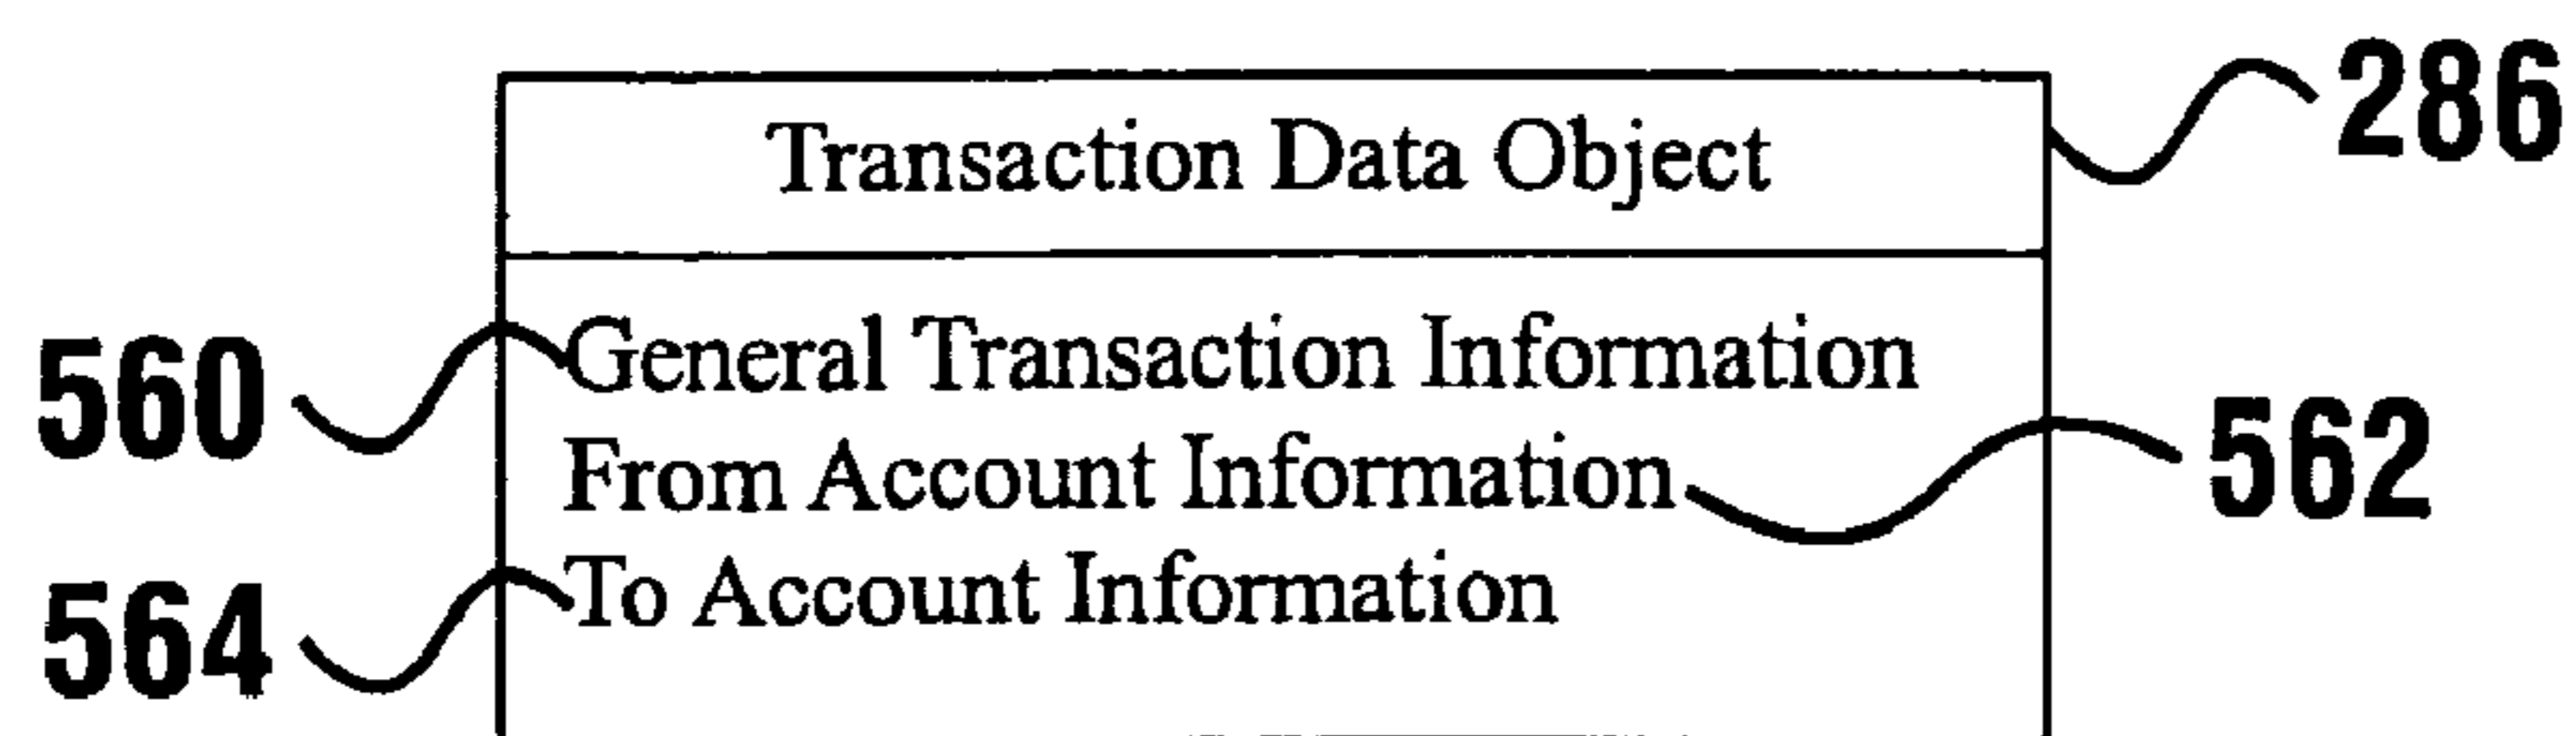 286
Transaction Data Object
560
General Transaction Information
562
From Account Information
564
To Account Information